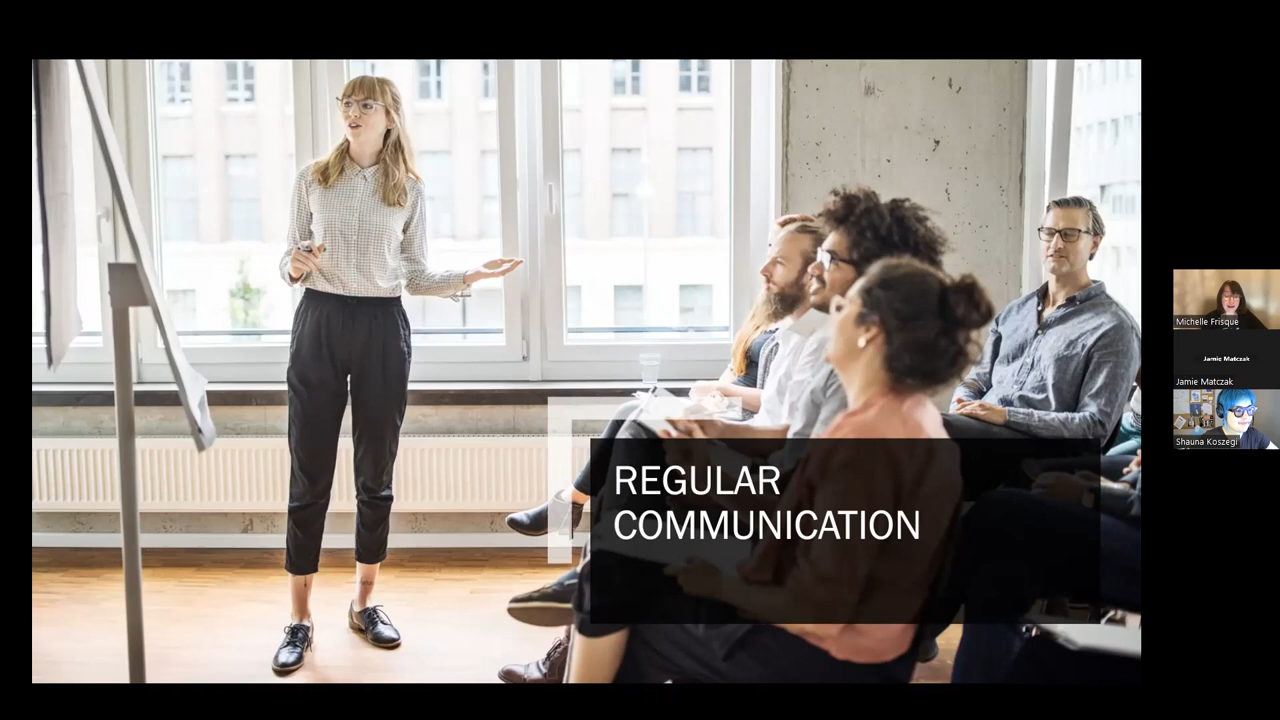 REGULAR
COMMUNICATION
Michelle Frisque
Jamie Matczak
Jamie Matczak
Shauna Koszegi